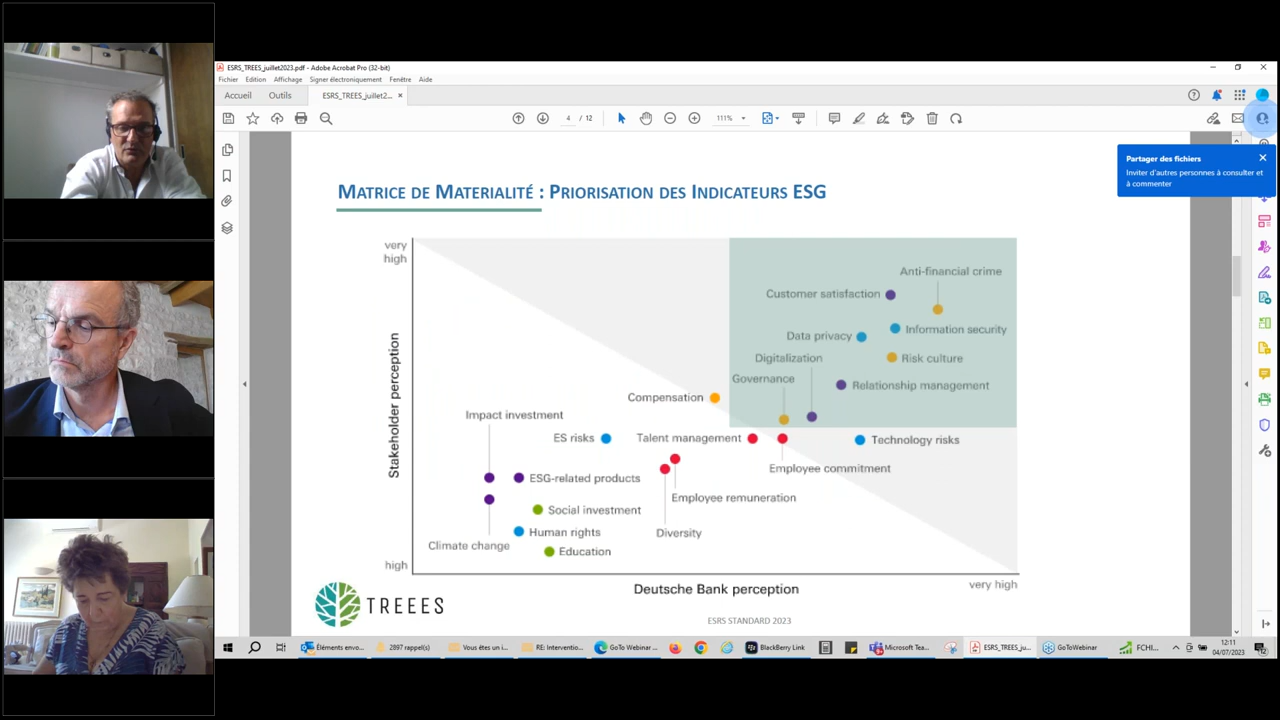 ESRS_TREES_juillet2023.pdf - Adobe Acrobat Pro (32-bit)
Fichier Edition Affichage Signer électroniquement Fenêtre Aide
Accueil Outils ESRS_TREES_juillet2... ×
4 / 12 111%
Partager des fichiers
Inviter d'autres personnes à consulter et
à commenter
MATRICE DE MATERIALITÉ : PRIORISATION DES INDICATEURS ESG
very
high
Anti-financial crime
Customer satisfaction
Information security
Data privacy
Digitalization
Risk culture
Governance
Relationship management
Stakeholder perception
Compensation
Impact investment
ES risks
Talent management
Technology risks
Employee commitment
ESG-related products
Employee remuneration
Social investment
Human rights
Diversity
Climate change
Education
high
very high
Deutsche Bank perception
TREEES
ESRS STANDARD 2023
Éléments envo... 2897 rappel(s) Vous êtes un i... RE: Interventio... GoTo Webinar ... BlackBerry Link Microsoft Tea... ESRS_TREES_ju... GoToWebinar FCHI...
12:11
04/07/2023